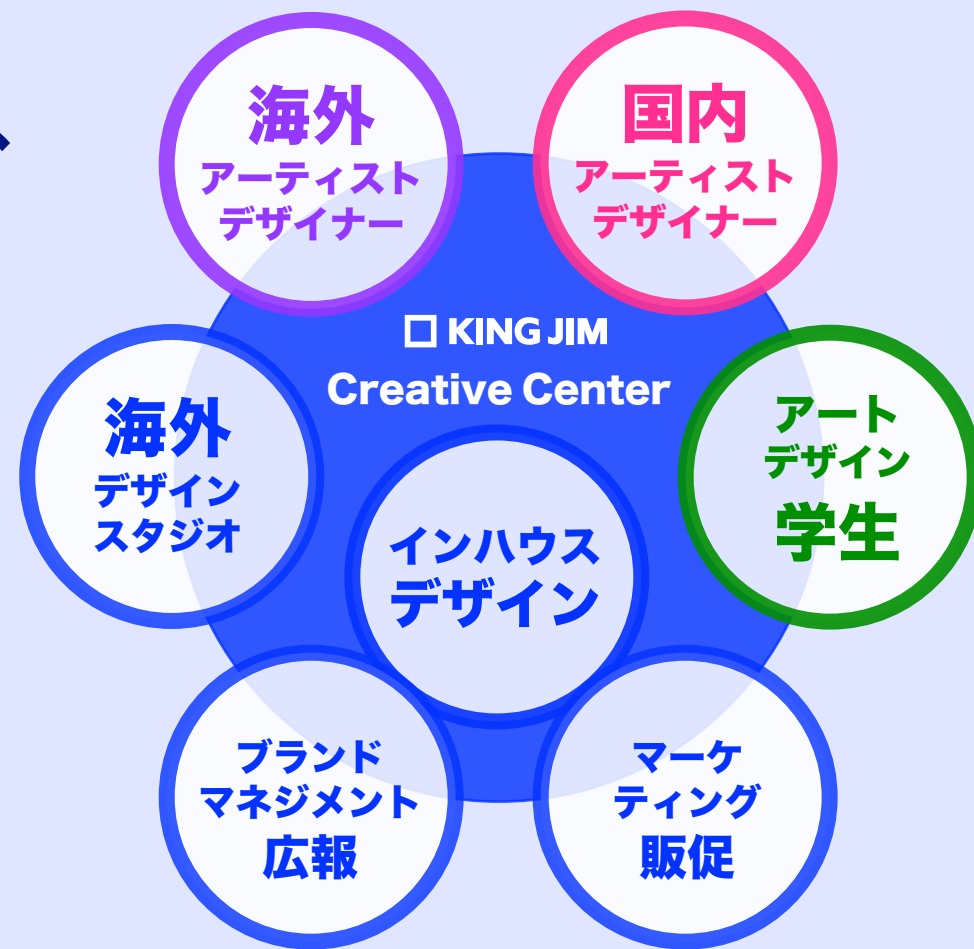 海外
アーティスト
デザイナー
国内
アーティスト
デザイナー
KING JIM
Creative Center
海外
デザイン
スタジオ
アート
デザイン
学生
インハウス
デザイン
ブランド
マネジメント
広報
マーケ
ティング
販促